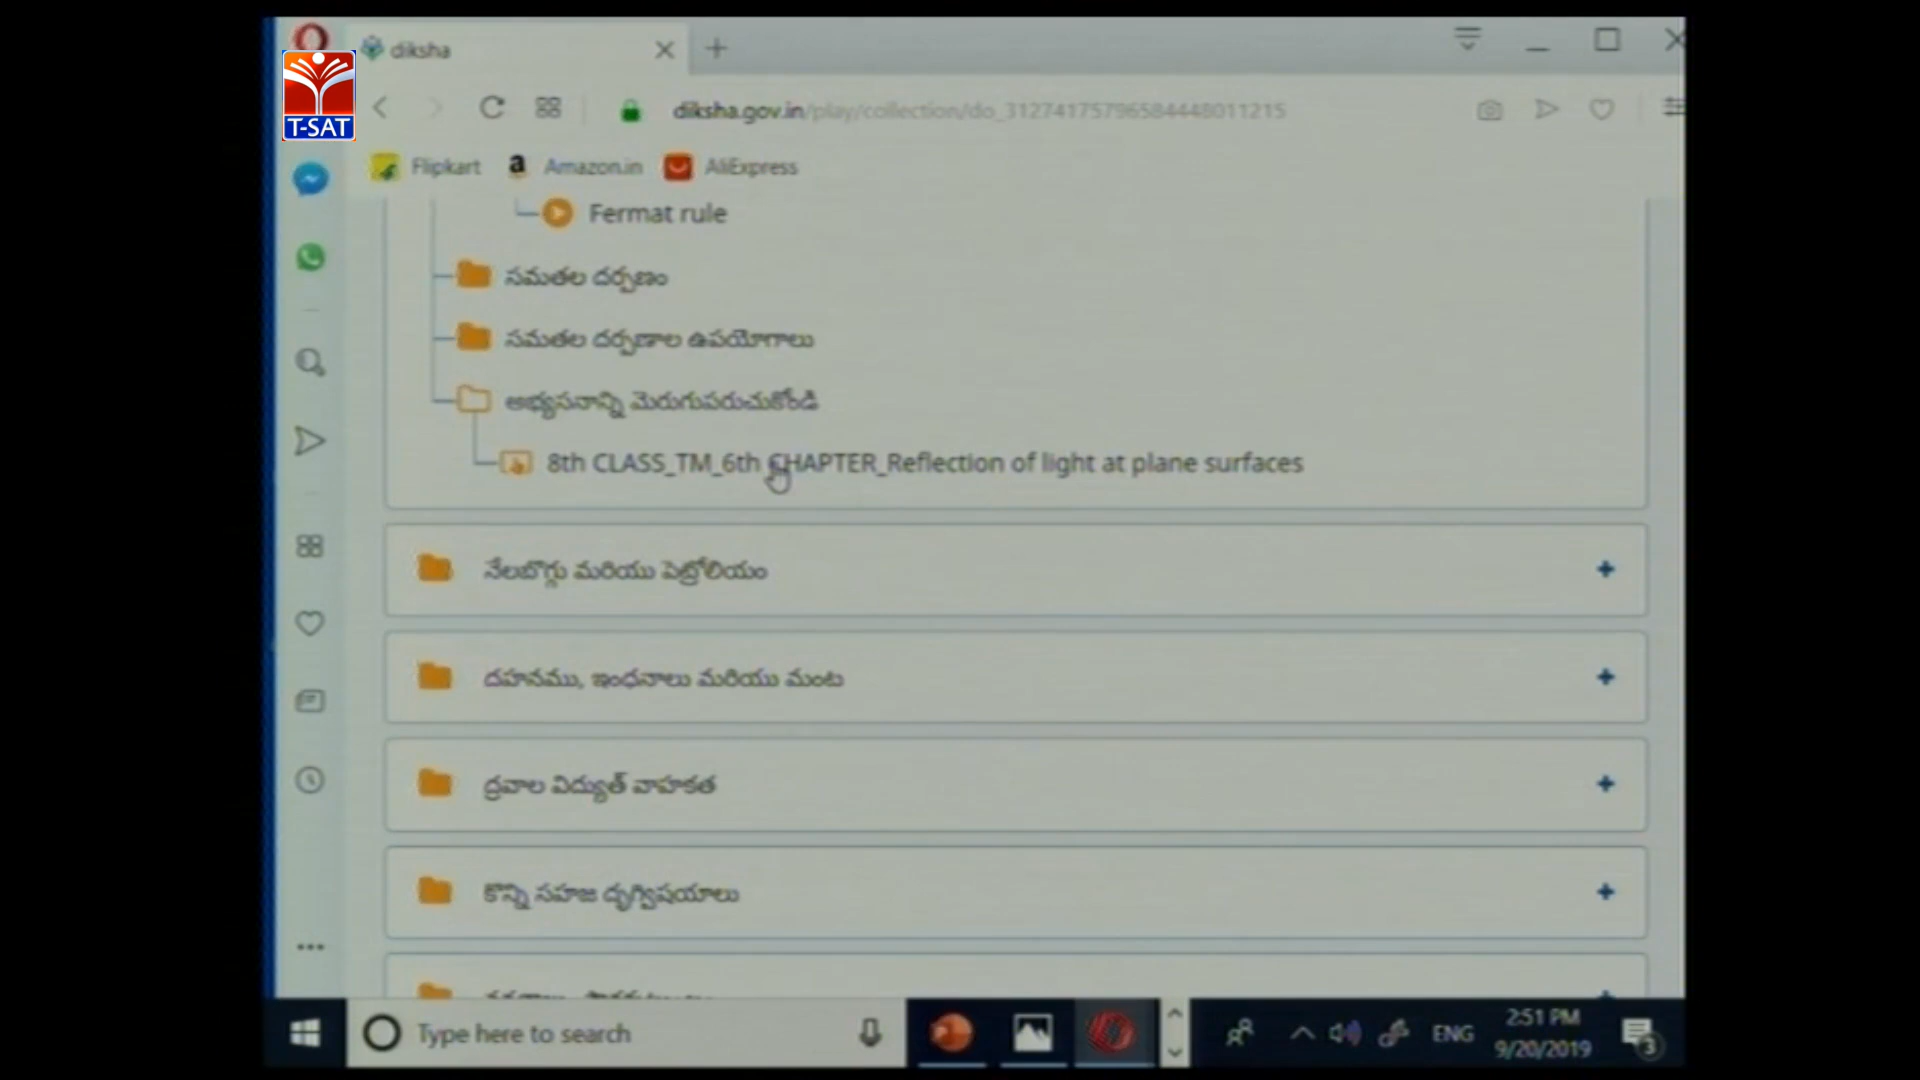 diksha
T-SAT
diksha.gov.in/play/collection/do_31274175796584448011215
Flipkart
Amazon.in
AliExpress
Fermat rule
సమతల దర్పణం
సమతల దర్పణాల ఉపయోగాలు
అభ్యసనాన్ని మెరుగుపరుచుకోండి
8th CLASS_TM_6th CHAPTER_Reflection of light at plane surfaces
నేలబొగ్గు మరియు పెట్రోలియం
దహనము, ఇంధనాలు మరియు మంట
ద్రవాల విద్యుత్ వాహకత
కొన్ని సహజ దృగ్విషయాలు
Type here to search
ENG
2:51 PM
9/20/2019
3